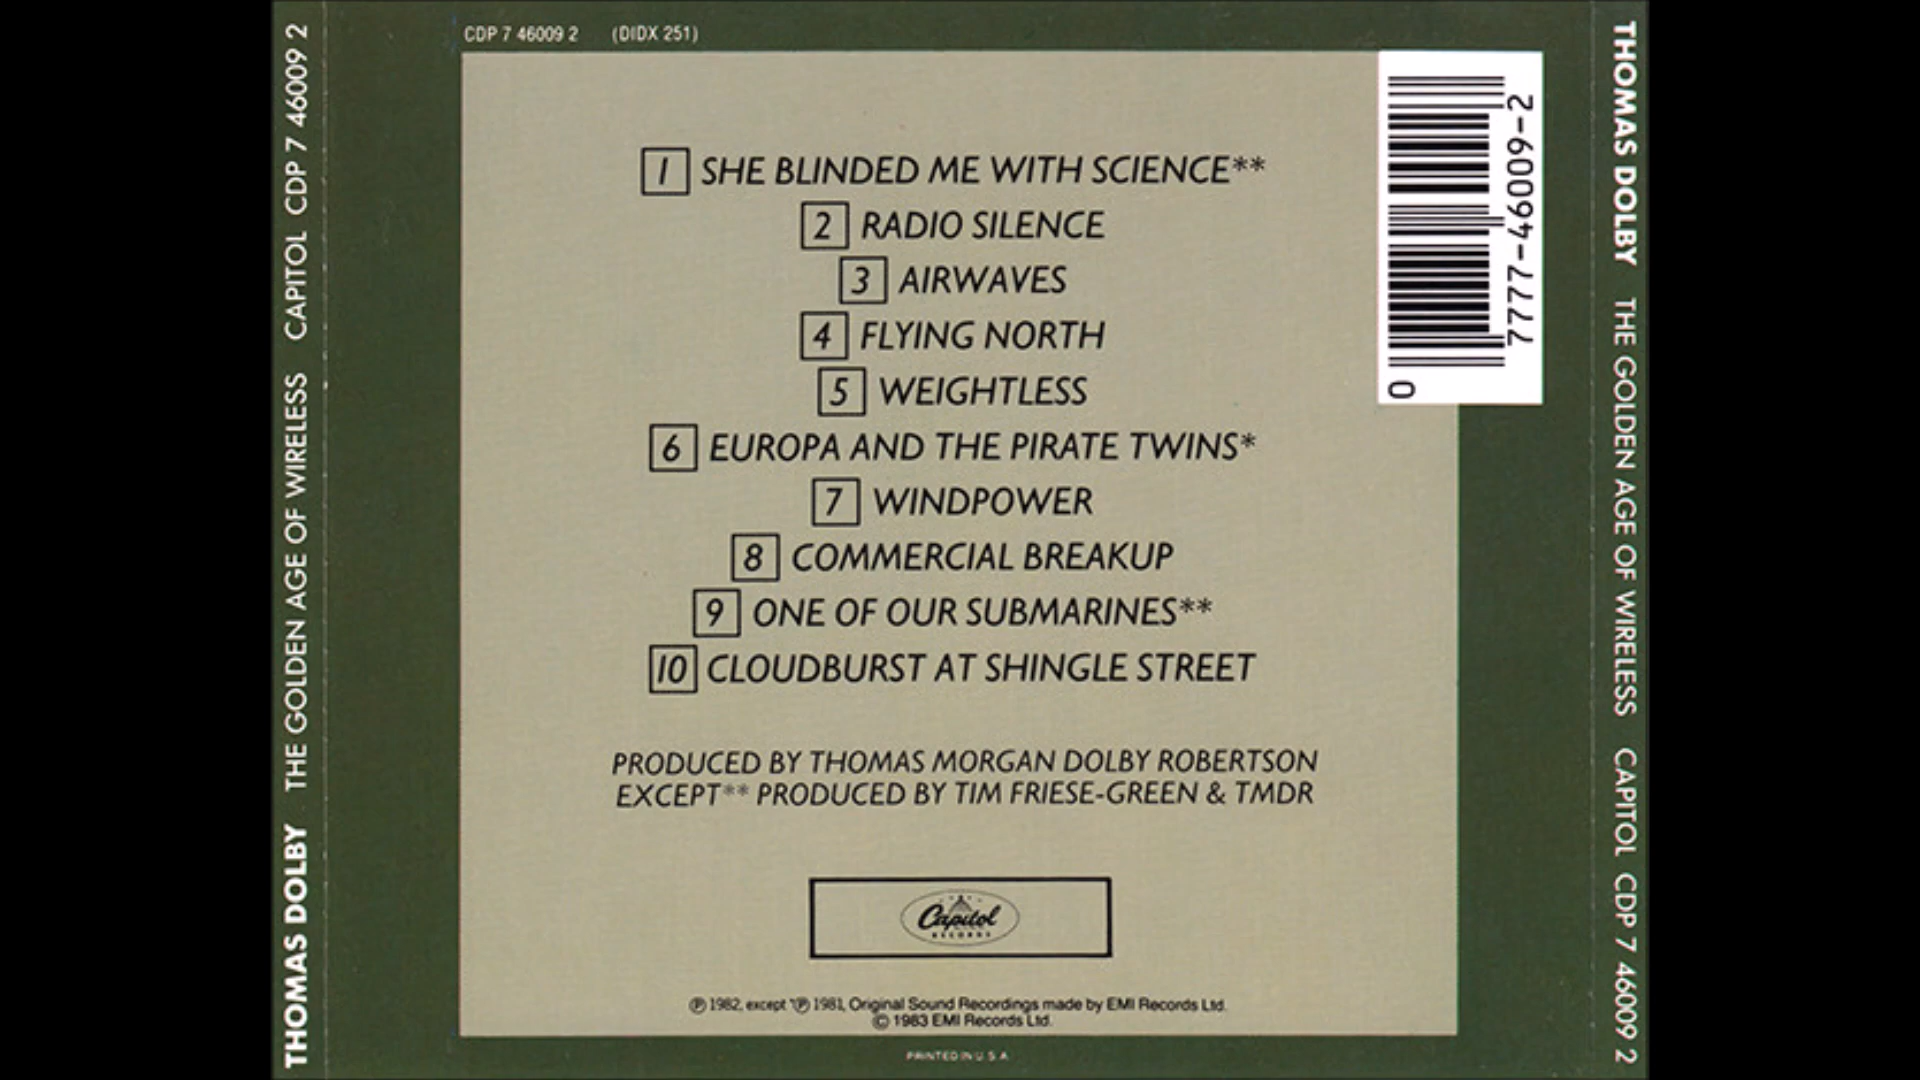 THOMAS DOLBY THE GOLDEN AGE OF WIRELESS CAPITOL CDP 7 46009 2
CDP 7 46009 2 (DIDX 251)
1 SHE BLINDED ME WITH SCIENCE**
2 RADIO SILENCE
3 AIRWAVES
4 FLYING NORTH
5 WEIGHTLESS
6 EUROPA AND THE PIRATE TWINS*
7 WINDPOWER
8 COMMERCIAL BREAKUP
9 ONE OF OUR SUBMARINES**
10 CLOUDBURST AT SHINGLE STREET
PRODUCED BY THOMAS MORGAN DOLBY ROBERTSON
EXCEPT** PRODUCED BY TIM FRIESE-GREEN & TMDR
Capitol
RECORDS
℗ 1982, except *℗ 1981, Original Sound Recordings made by EMI Records Ltd.
© 1983 EMI Records Ltd.
PRINTED IN U.S.A.
0 77777-46009-2
THOMAS DOLBY THE GOLDEN AGE OF WIRELESS CAPITOL CDP 7 46009 2